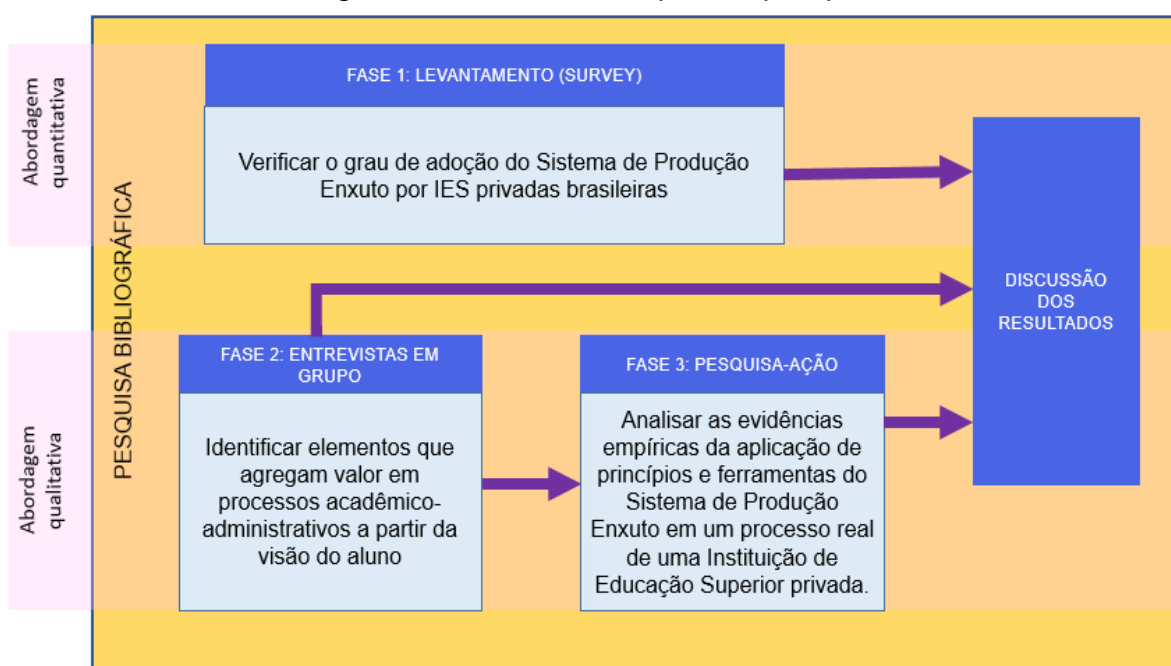 Abordagem
quantitativa
PESQUISA BIBLIOGRÁFICA
FASE 1: LEVANTAMENTO (SURVEY)
Verificar o grau de adoção do Sistema de Produção
Enxuto por IES privadas brasileiras
DISCUSSÃO
DOS
RESULTADOS
Abordagem
qualitativa
FASE 2: ENTREVISTAS EM
GRUPO
Identificar elementos que
agregam valor em
processos acadêmico-
administrativos a partir da
visão do aluno
FASE 3: PESQUISA-AÇÃO
Analisar as evidências
empíricas da aplicação de
princípios e ferramentas do
Sistema de Produção
Enxuto em um processo real
de uma Instituição de
Educação Superior privada.